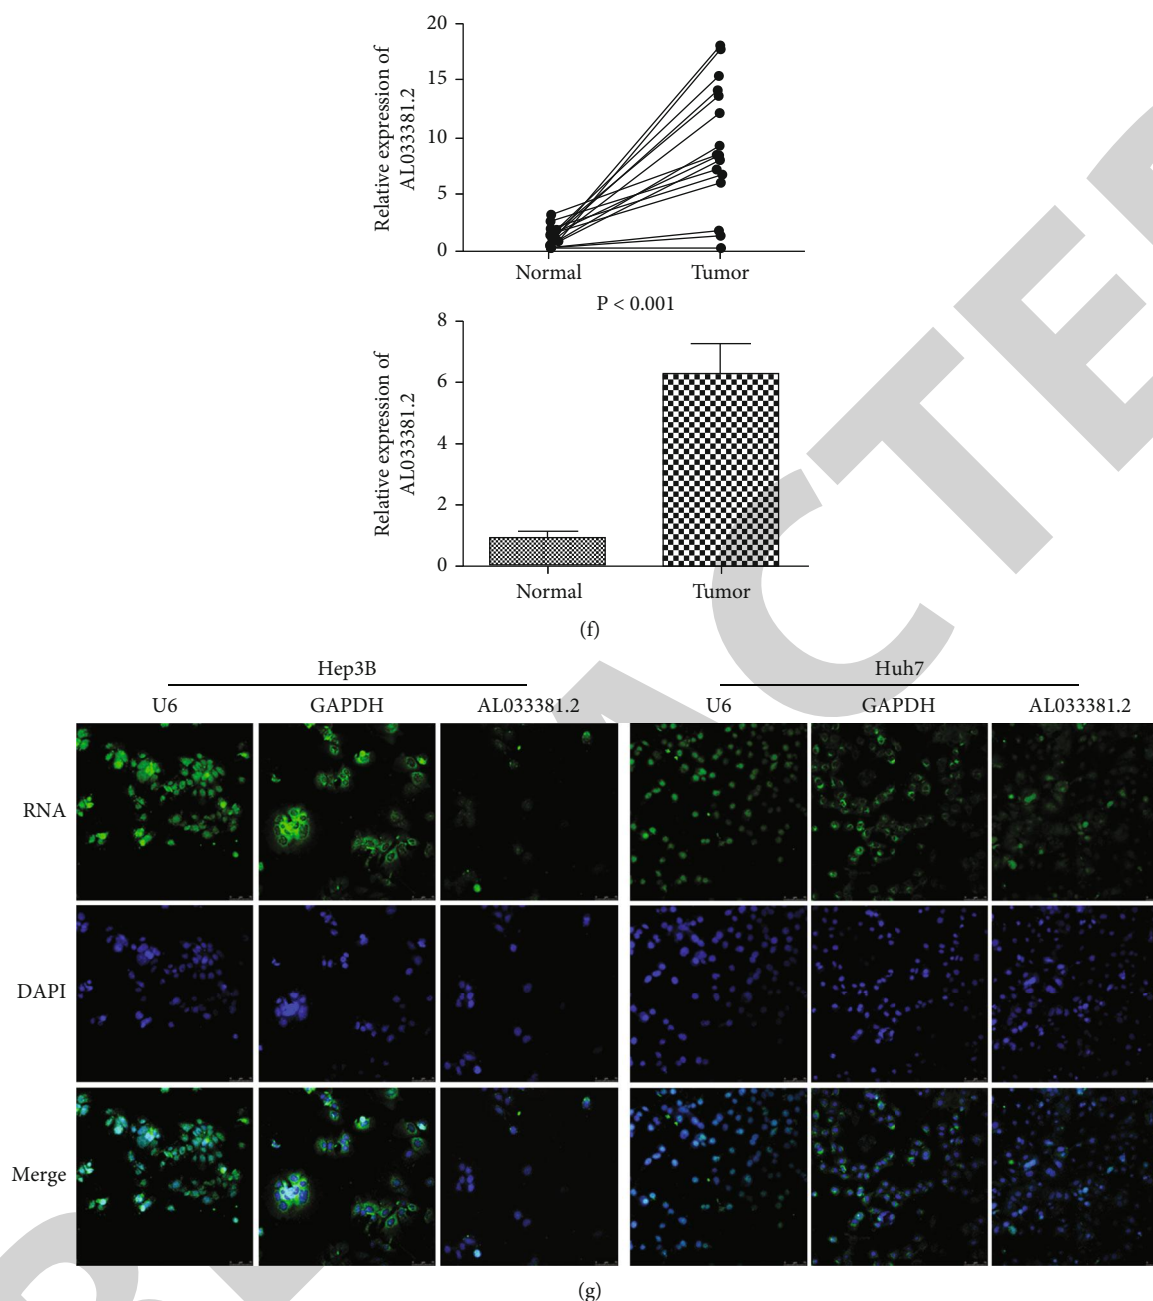 20
15
10
5
0
Relative expression of
AL033381.2
Normal Tumor
P < 0.001
8
6
4
2
0
Relative expression of
AL033381.2
Normal Tumor
(f)
Hep3B Huh7
U6 GAPDH AL033381.2 U6 GAPDH AL033381.2
RNA
DAPI
Merge
(g)